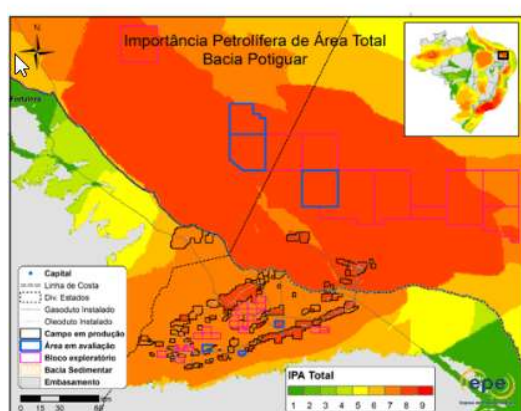 Importância Petrolífera de Área Total
Bacia Potiguar
N
Fortaleza
Capital
Linha de Costa
Div. Estados
Gasoduto Instalado
Oleoduto Instalado
Campo em produção
Área em avaliação
Bloco exploratório
Bacia Sedimentar
Embasamento
0 15 30 60
IPA Total
1 2 3 4 5 6 7 8 9
epe